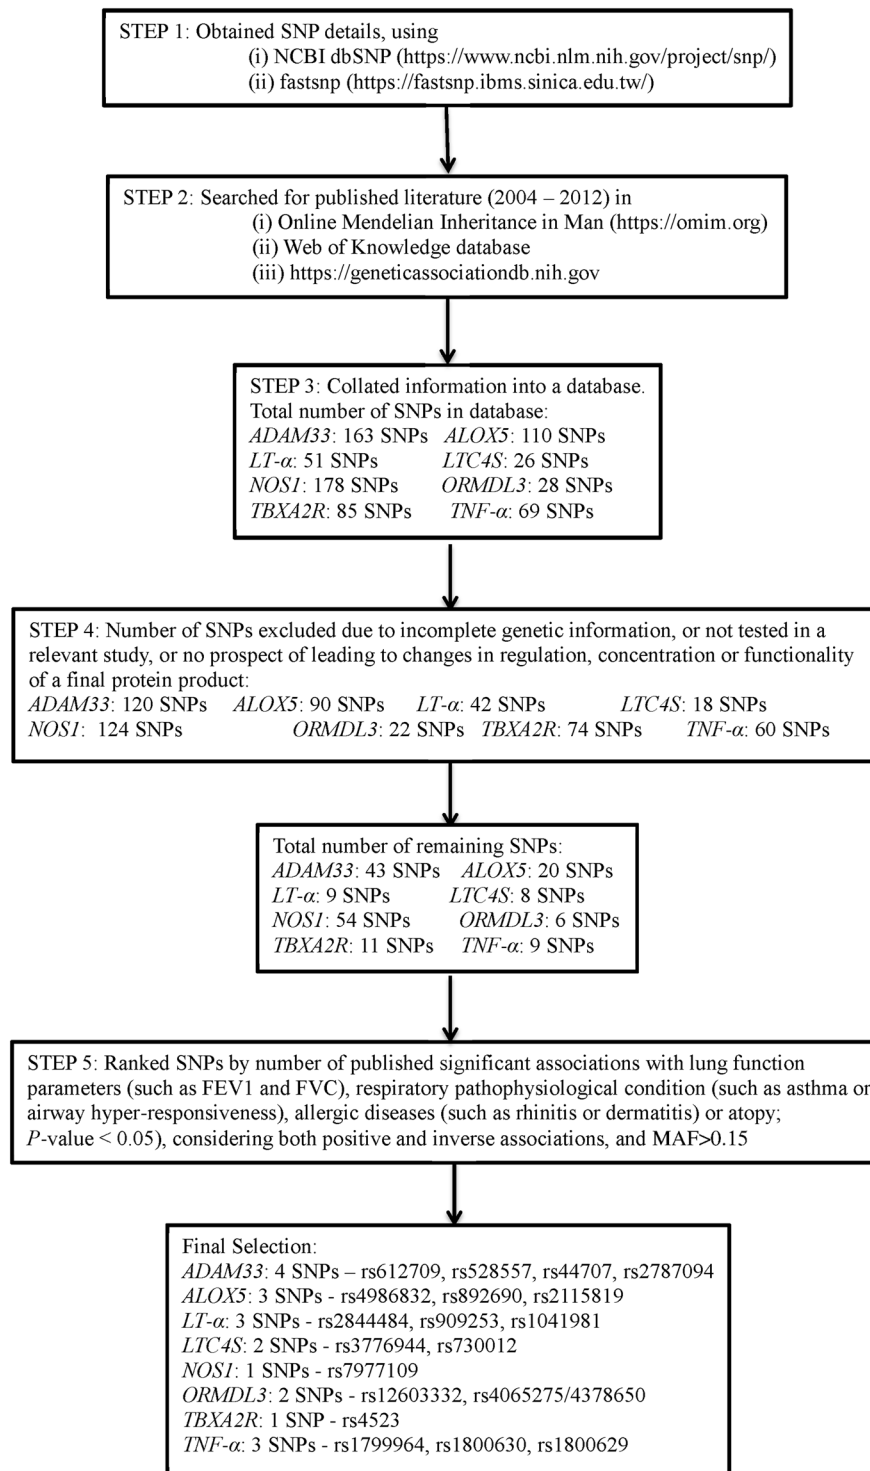 STEP 1: Obtained SNP details, using
(i) NCBI dbSNP (https://www.ncbi.nlm.nih.gov/project/snp/)
(ii) fastsnp (https://fastsnp.ibms.sinica.edu.tw/)
STEP 2: Searched for published literature (2004 – 2012) in
(i) Online Mendelian Inheritance in Man (https://omim.org)
(ii) Web of Knowledge database
(iii) https://geneticassociationdb.nih.gov
STEP 3: Collated information into a database.
Total number of SNPs in database:
ADAM33: 163 SNPs ALOX5: 110 SNPs
LT-α: 51 SNPs LTC4S: 26 SNPs
NOS1: 178 SNPs ORMDL3: 28 SNPs
TBXA2R: 85 SNPs TNF-α: 69 SNPs
STEP 4: Number of SNPs excluded due to incomplete genetic information, or not tested in a
relevant study, or no prospect of leading to changes in regulation, concentration or functionality
of a final protein product:
ADAM33: 120 SNPs ALOX5: 90 SNPs LT-α: 42 SNPs LTC4S: 18 SNPs
NOS1: 124 SNPs ORMDL3: 22 SNPs TBXA2R: 74 SNPs TNF-α: 60 SNPs
Total number of remaining SNPs:
ADAM33: 43 SNPs ALOX5: 20 SNPs
LT-α: 9 SNPs LTC4S: 8 SNPs
NOS1: 54 SNPs ORMDL3: 6 SNPs
TBXA2R: 11 SNPs TNF-α: 9 SNPs
STEP 5: Ranked SNPs by number of published significant associations with lung function
parameters (such as FEV1 and FVC), respiratory pathophysiological condition (such as asthma or
airway hyper-responsiveness), allergic diseases (such as rhinitis or dermatitis) or atopy;
P-value < 0.05), considering both positive and inverse associations, and MAF>0.15
Final Selection:
ADAM33: 4 SNPs – rs612709, rs528557, rs44707, rs2787094
ALOX5: 3 SNPs - rs4986832, rs892690, rs2115819
LT-α: 3 SNPs - rs2844484, rs909253, rs1041981
LTC4S: 2 SNPs - rs3776944, rs730012
NOS1: 1 SNPs - rs7977109
ORMDL3: 2 SNPs - rs12603332, rs4065275/4378650
TBXA2R: 1 SNP - rs4523
TNF-α: 3 SNPs - rs1799964, rs1800630, rs1800629